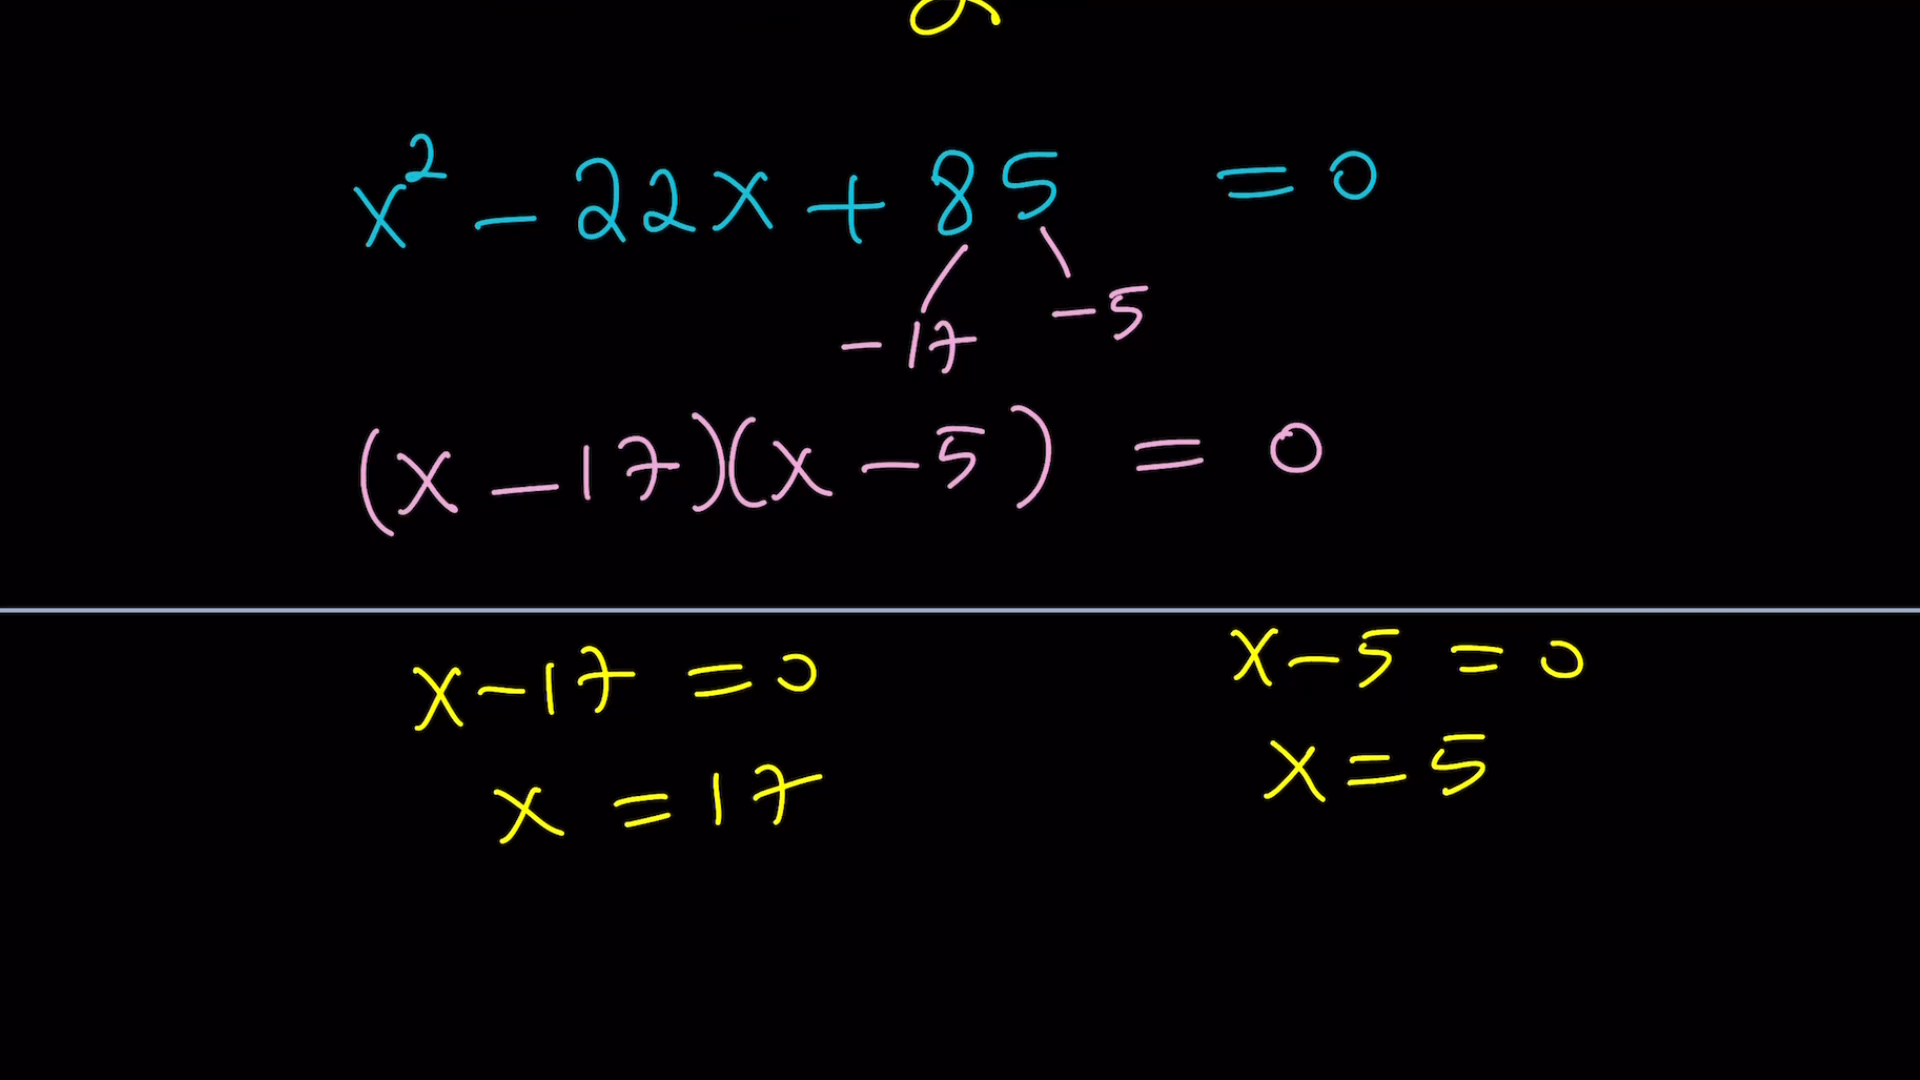 x² - 22x + 85 = 0
-17 -5
(x - 17)(x - 5) = 0
x - 17 = 0
x = 17
x - 5 = 0
x = 5